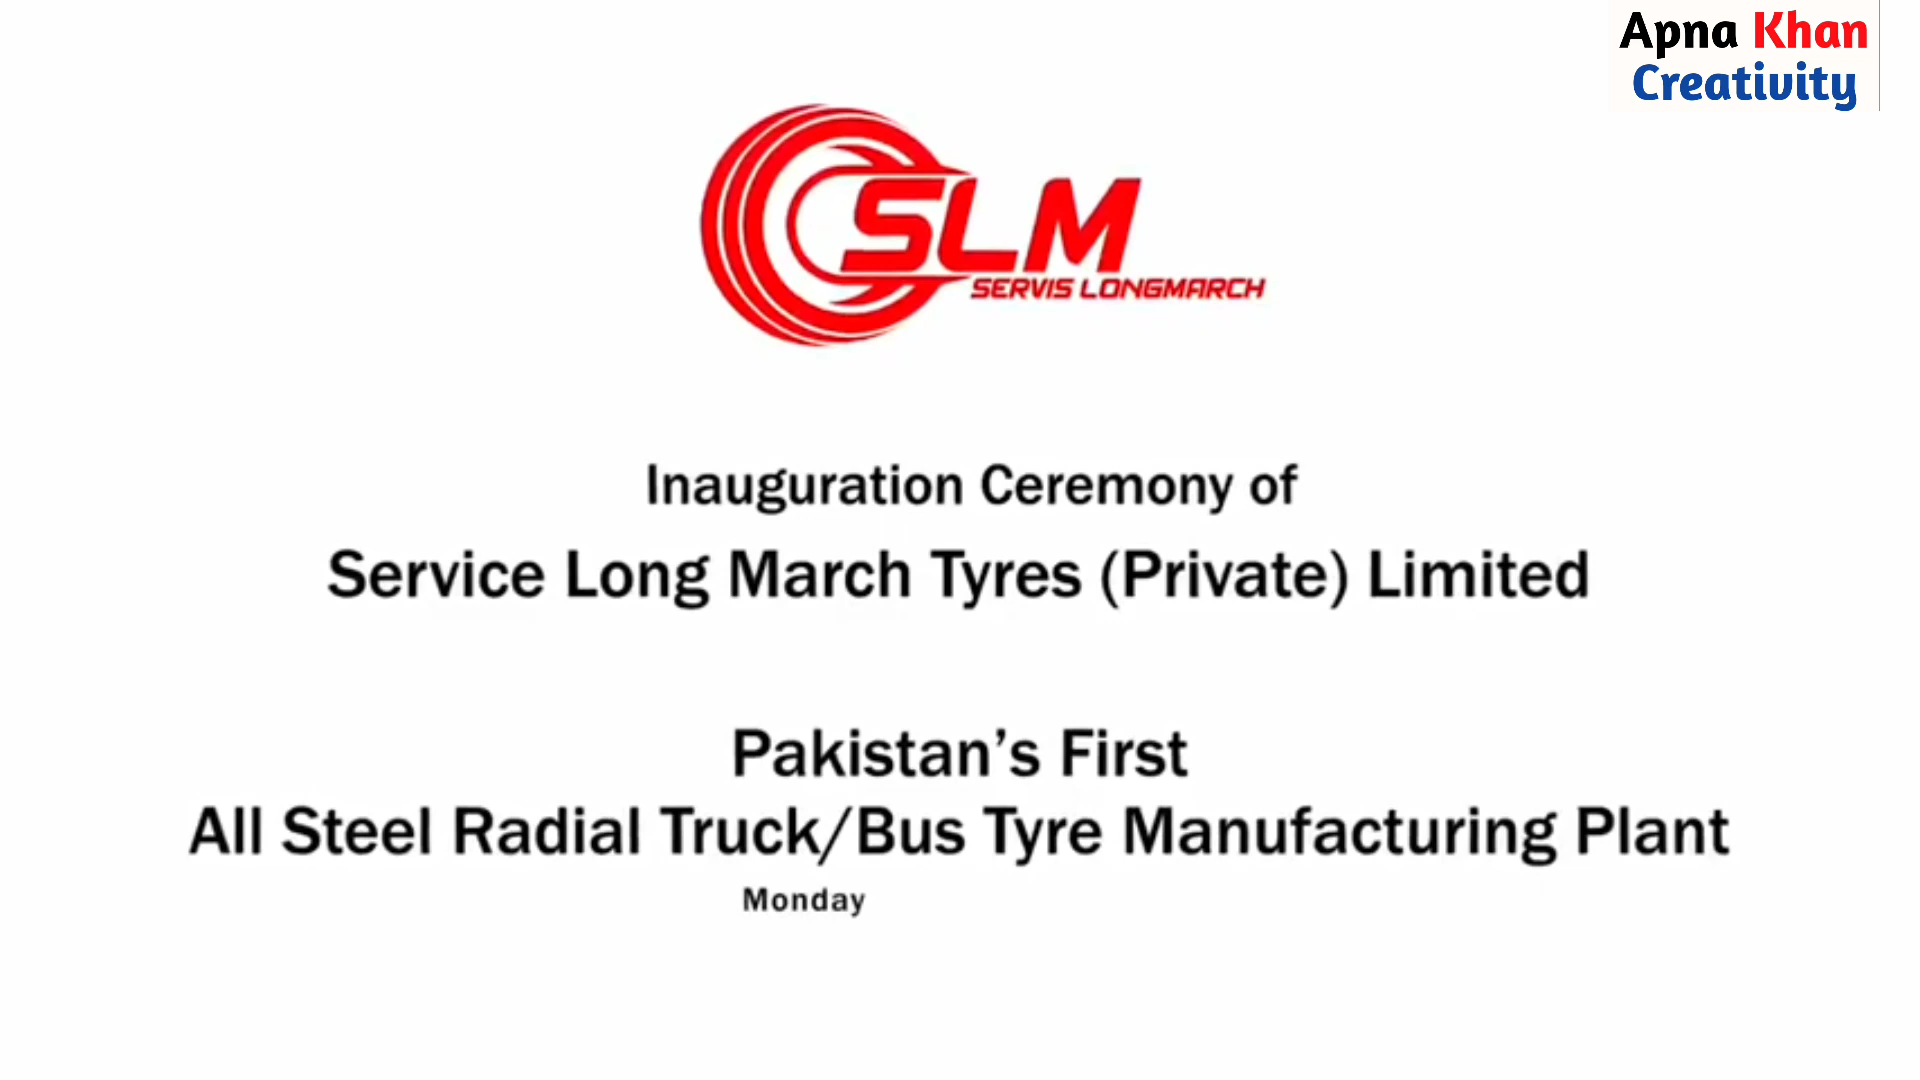 Apna Khan
Creativity
SLM
SERVIS LONGMARCH
Inauguration Ceremony of
Service Long March Tyres (Private) Limited
Pakistan’s First
All Steel Radial Truck/Bus Tyre Manufacturing Plant
Monday